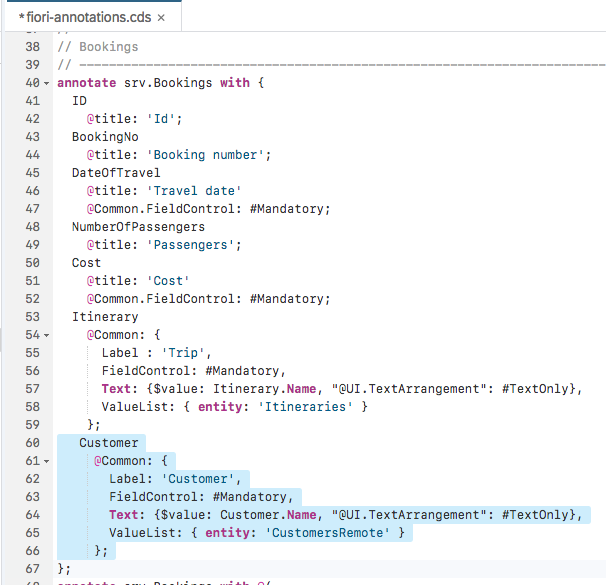 *fiori-annotations.cds ×
38 // Bookings
39 // --------------------------------------------------------------------------
40 annotate srv.Bookings with {
41 ID
42 @title: 'Id';
43 BookingNo
44 @title: 'Booking number';
45 DateOfTravel
46 @title: 'Travel date'
47 @Common.FieldControl: #Mandatory;
48 NumberOfPassengers
49 @title: 'Passengers';
50 Cost
51 @title: 'Cost'
52 @Common.FieldControl: #Mandatory;
53 Itinerary
54 @Common: {
55 Label : 'Trip',
56 FieldControl: #Mandatory,
57 Text: {$value: Itinerary.Name, "@UI.TextArrangement": #TextOnly},
58 ValueList: { entity: 'Itineraries' }
59 };
60 Customer
61 @Common: {
62 Label: 'Customer',
63 FieldControl: #Mandatory,
64 Text: {$value: Customer.Name, "@UI.TextArrangement": #TextOnly},
65 ValueList: { entity: 'CustomersRemote' }
66 };
67 };